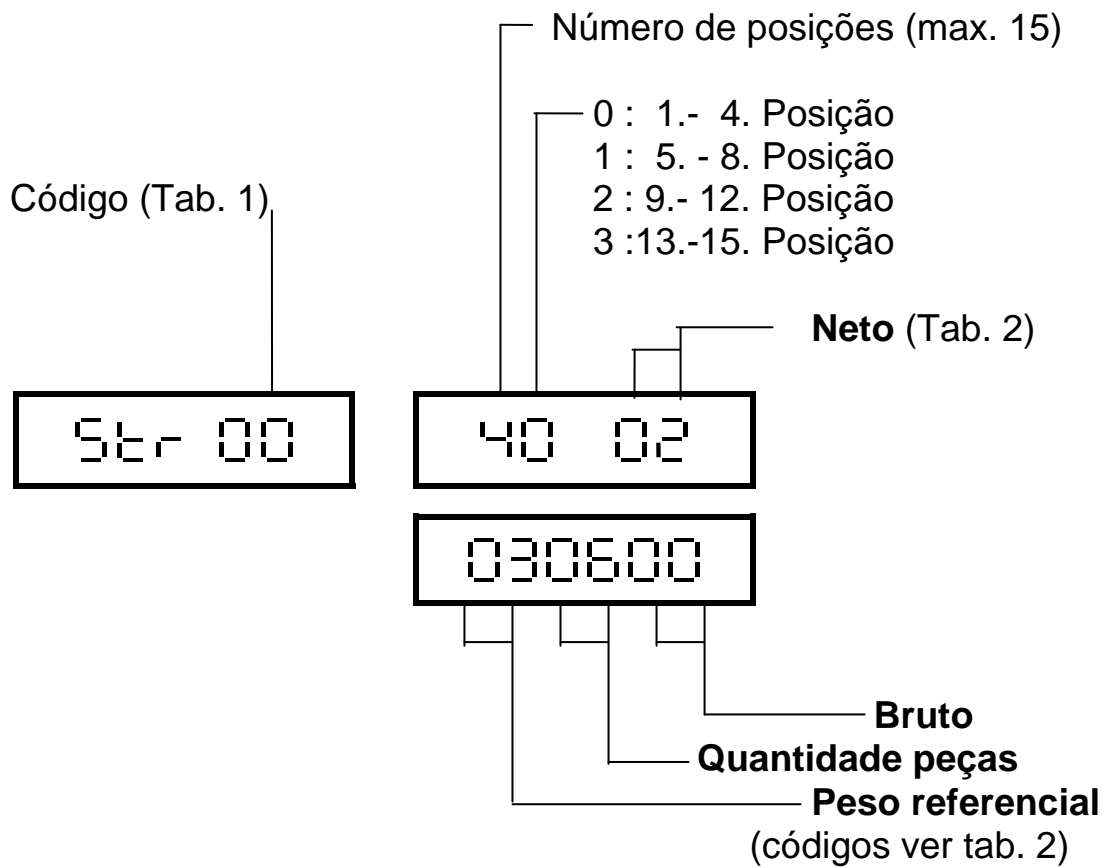 Número de posições (max. 15)
0 : 1.- 4. Posição
1 : 5. - 8. Posição
2 : 9.- 12. Posição
3 :13.-15. Posição
Código (Tab. 1)
Neto (Tab. 2)
Str 00
40 02
030600
Bruto
Quantidade peças
Peso referencial
(códigos ver tab. 2)